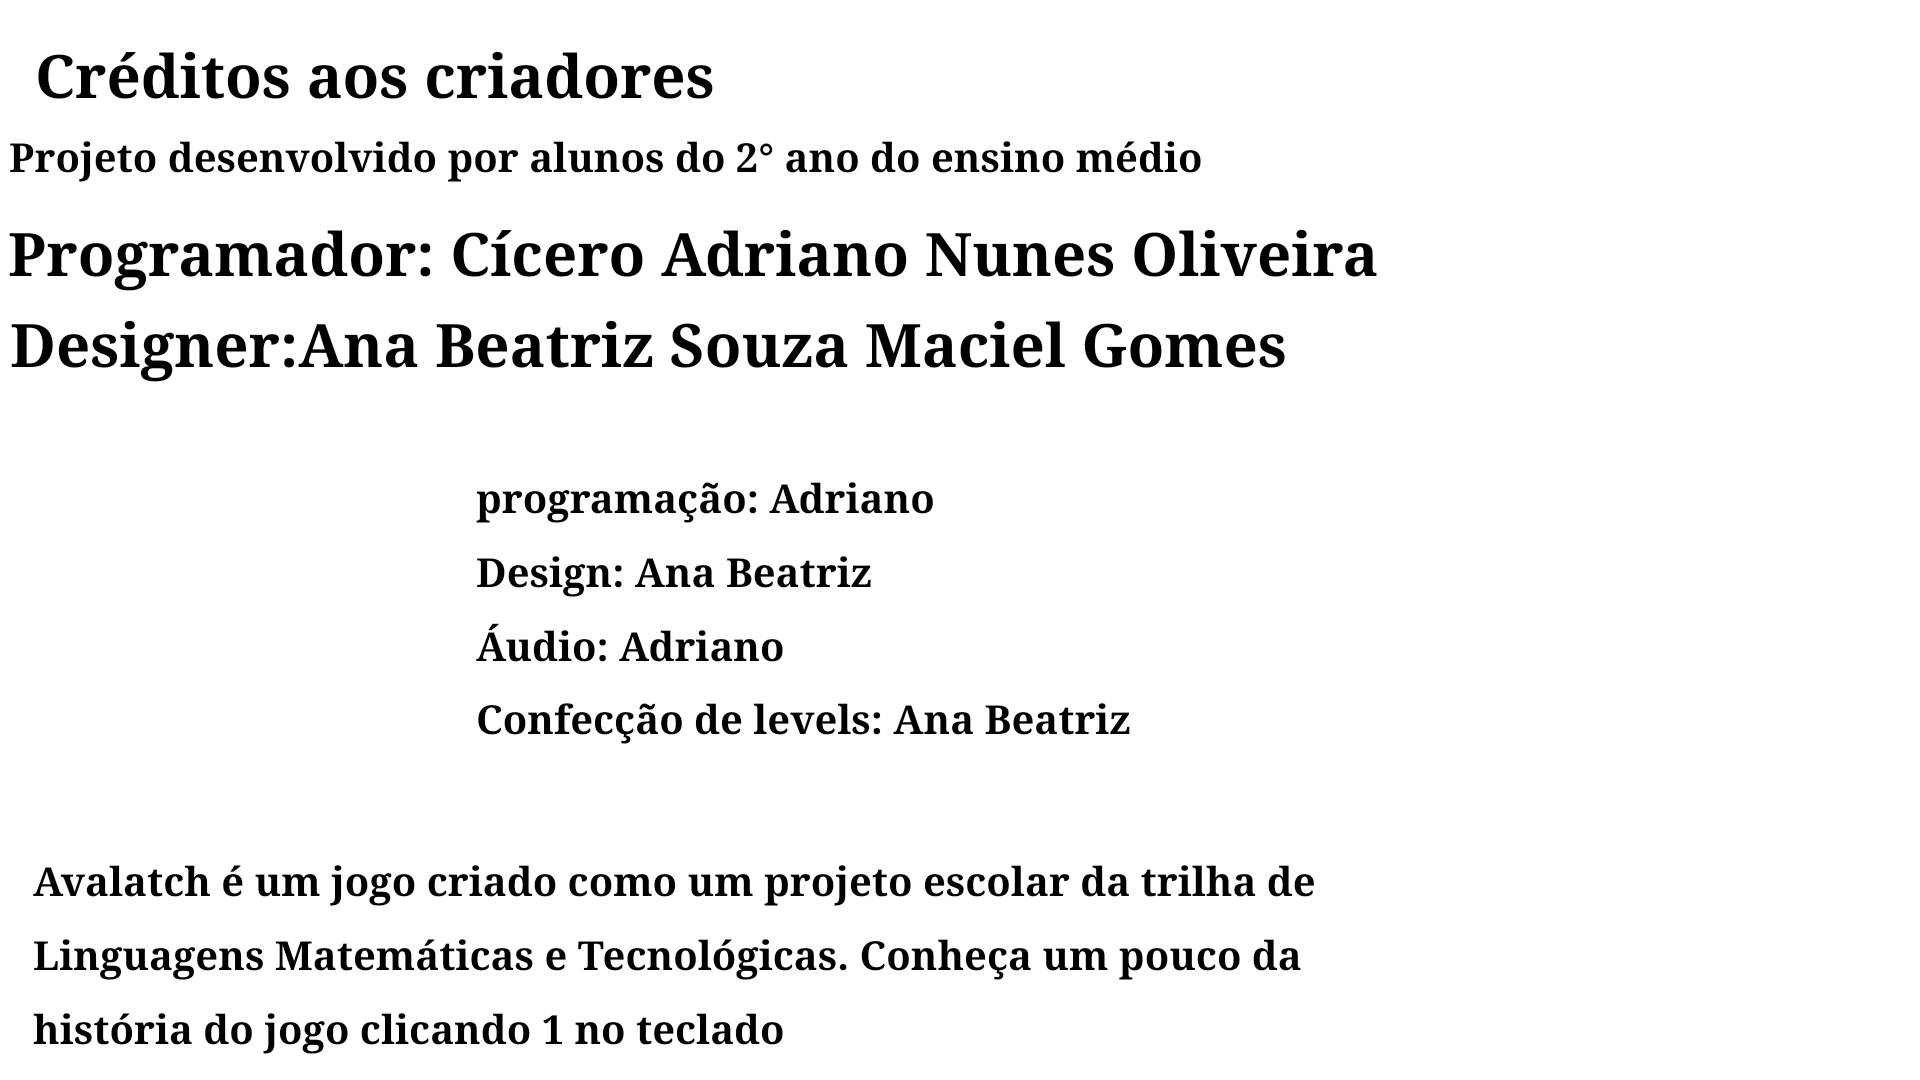 Créditos aos criadores
Projeto desenvolvido por alunos do 2° ano do ensino médio
Programador: Cícero Adriano Nunes Oliveira
Designer:Ana Beatriz Souza Maciel Gomes
programação: Adriano
Design: Ana Beatriz
Áudio: Adriano
Confecção de levels: Ana Beatriz
Avalatch é um jogo criado como um projeto escolar da trilha de
Linguagens Matemáticas e Tecnológicas. Conheça um pouco da
história do jogo clicando 1 no teclado